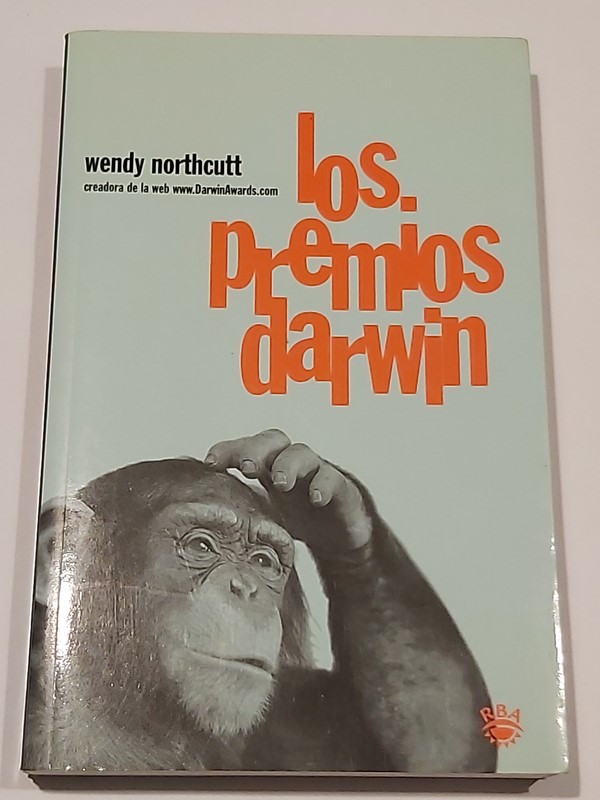 wendy northcutt
creadora de la web www.DarwinAwards.com
los
premios
darwin
RBA